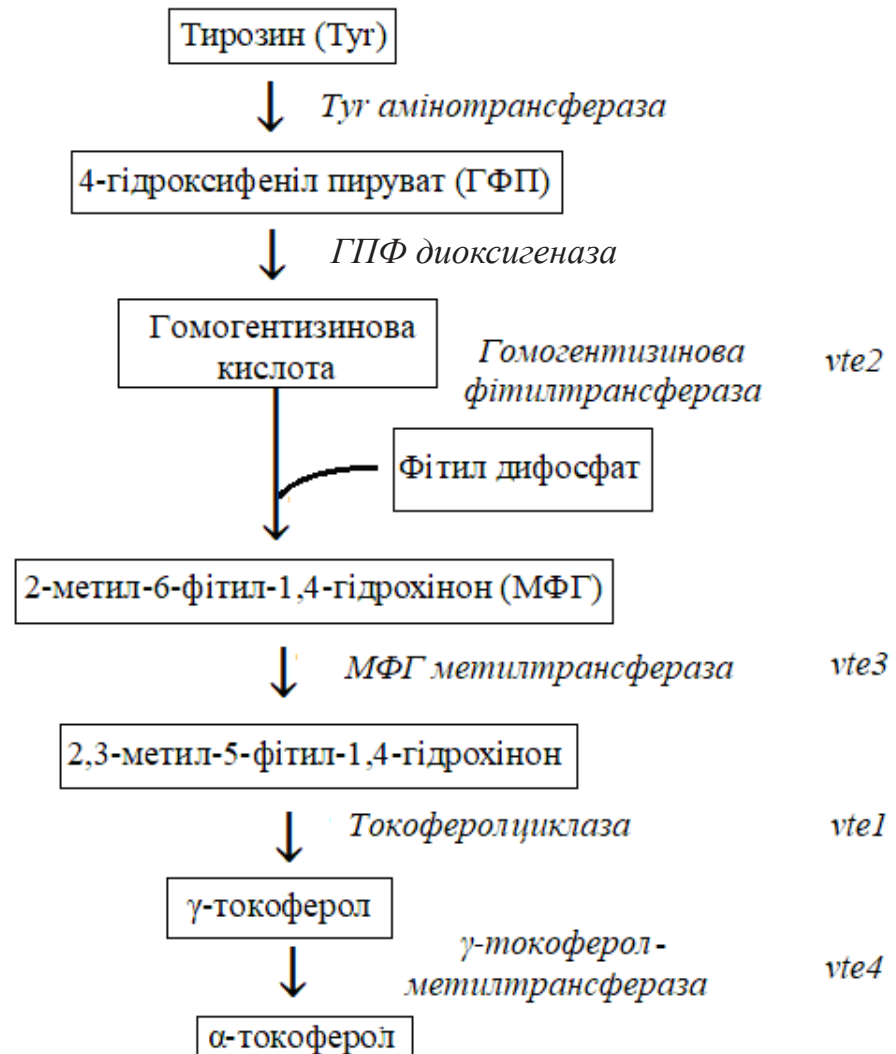 Тирозин (Tyr)
Tyr амінотрансфераза
4-гідроксифеніл пируват (ГФП)
ГПФ диоксигеназа
Гомогентизинова
кислота
Гомогентизинова
фітилтрансфераза
vte2
Фітил дифосфат
2-метил-6-фітил-1,4-гідрохінон (МФГ)
МФГ метилтрансфераза
vte3
2,3-метил-5-фітил-1,4-гідрохінон
Токоферолциклаза
vte1
γ-токоферол
γ-токоферол-
метилтрансфераза
vte4
α-токоферол